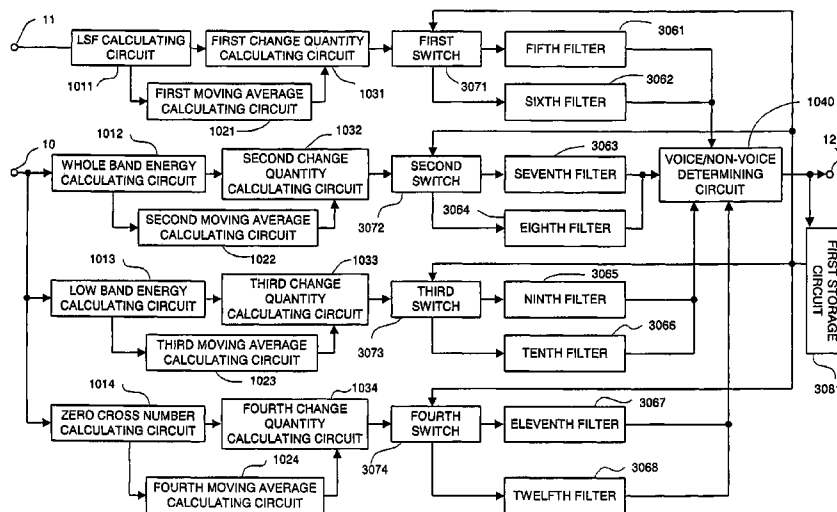 11
LSF CALCULATING
CIRCUIT
1011
FIRST CHANGE QUANTITY
CALCULATING CIRCUIT
1031
FIRST MOVING AVERAGE
CALCULATING CIRCUIT
1021
FIRST
SWITCH
3071
FIFTH FILTER
3061
SIXTH FILTER
3062
10
1012
WHOLE BAND ENERGY
CALCULATING CIRCUIT
1032
SECOND CHANGE
QUANTITY
CALCULATING CIRCUIT
SECOND MOVING AVERAGE
CALCULATING CIRCUIT
1022
SECOND
SWITCH
3072
3063
SEVENTH FILTER
3064
EIGHTH FILTER
1040
VOICE/NON-VOICE
DETERMINING
CIRCUIT
12
1013
LOW BAND ENERGY
CALCULATING CIRCUIT
1033
THIRD CHANGE
QUANTITY
CALCULATING CIRCUIT
THIRD MOVING AVERAGE
CALCULATING CIRCUIT
1023
THIRD
SWITCH
3073
3065
NINTH FILTER
3066
TENTH FILTER
FIRST STORAGE
CIRCUIT
3081
1014
ZERO CROSS NUMBER
CALCULATING CIRCUIT
1034
FOURTH CHANGE
QUANTITY
CALCULATING CIRCUIT
1024
FOURTH MOVING AVERAGE
CALCULATING CIRCUIT
FOURTH
SWITCH
3074
3067
ELEVENTH FILTER
3068
TWELFTH FILTER